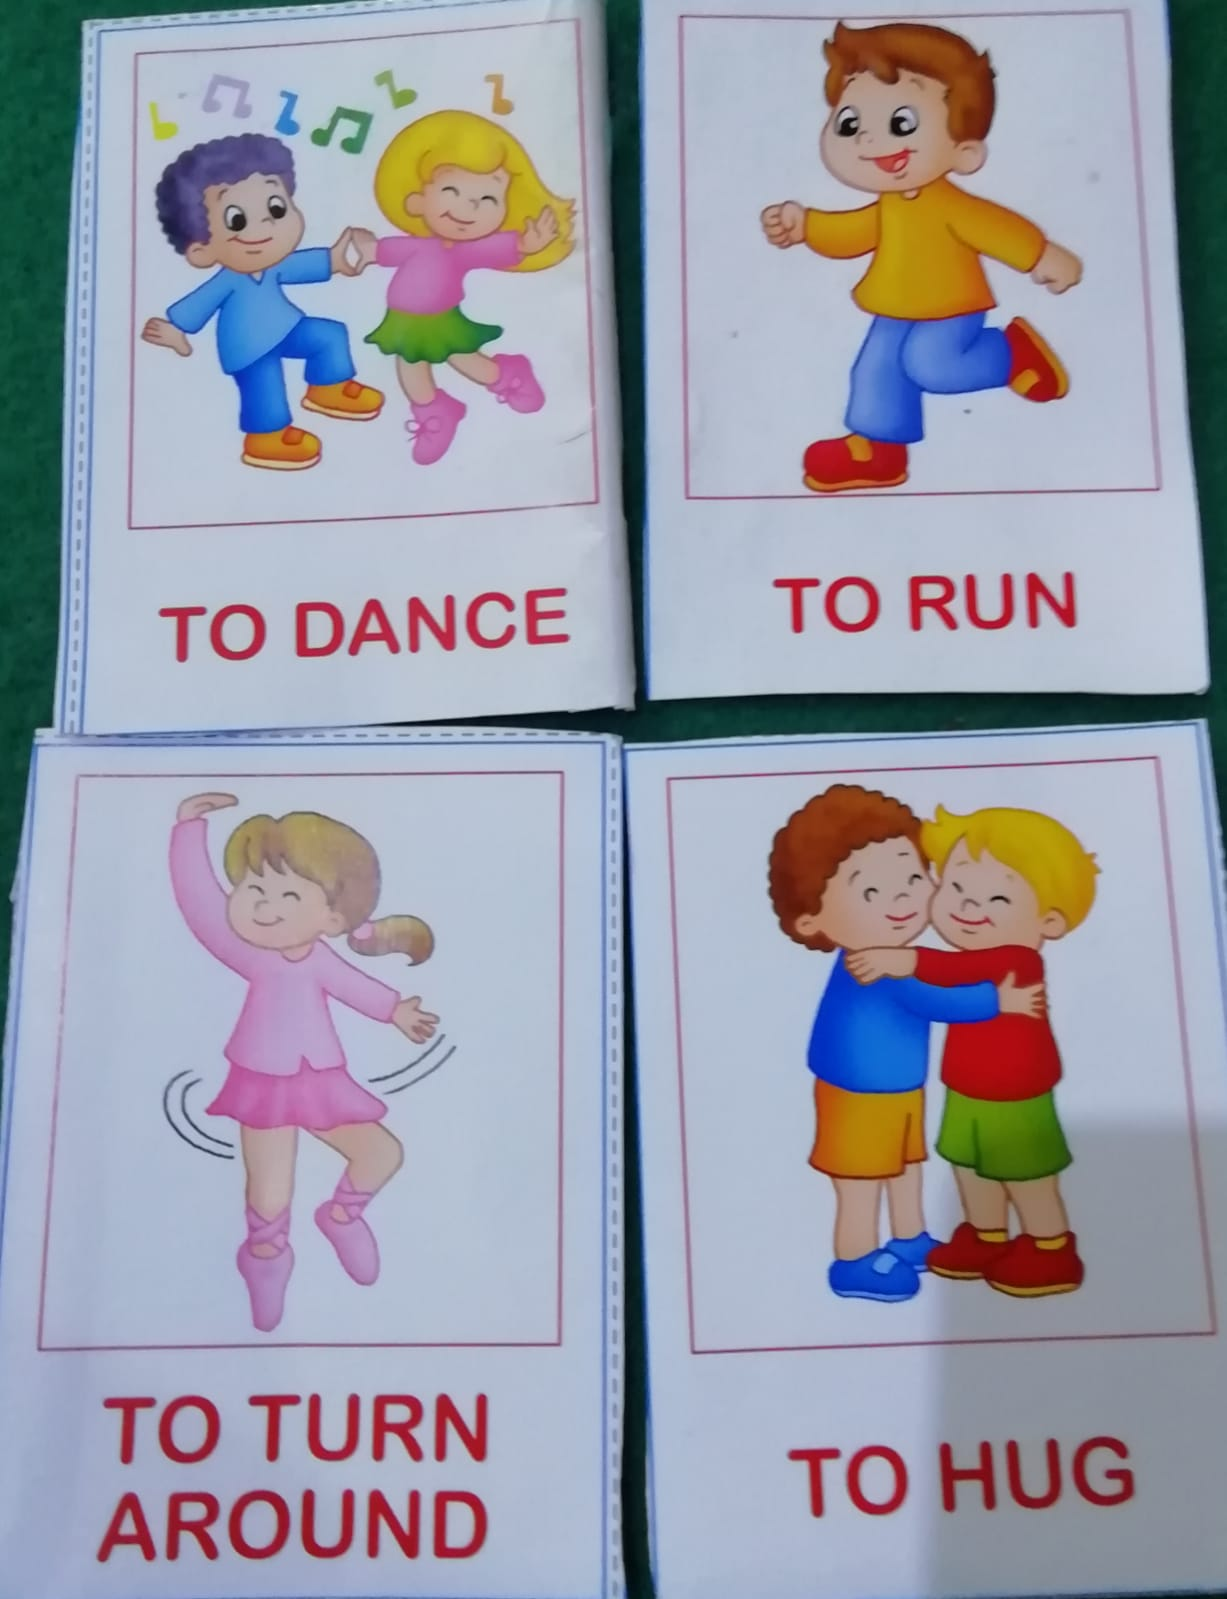 TO DANCE
TO RUN
TO TURN
AROUND
TO HUG